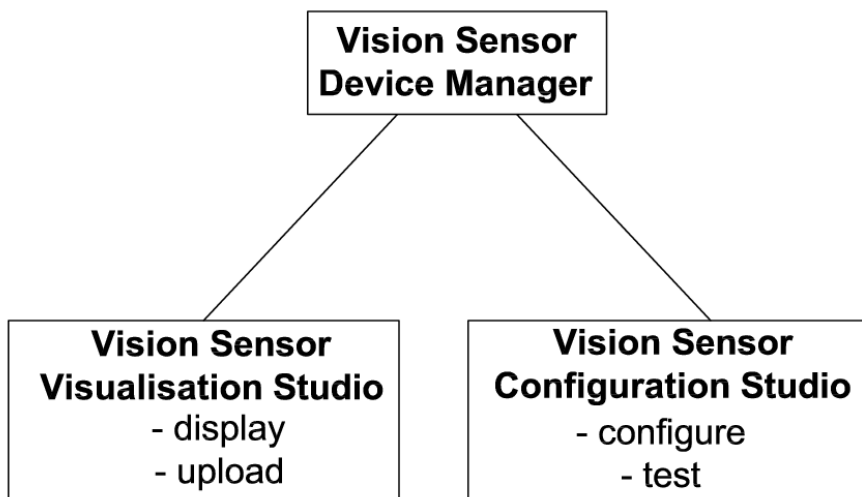 Vision Sensor
Device Manager
Vision Sensor
Visualisation Studio
- display
- upload
Vision Sensor
Configuration Studio
- configure
- test